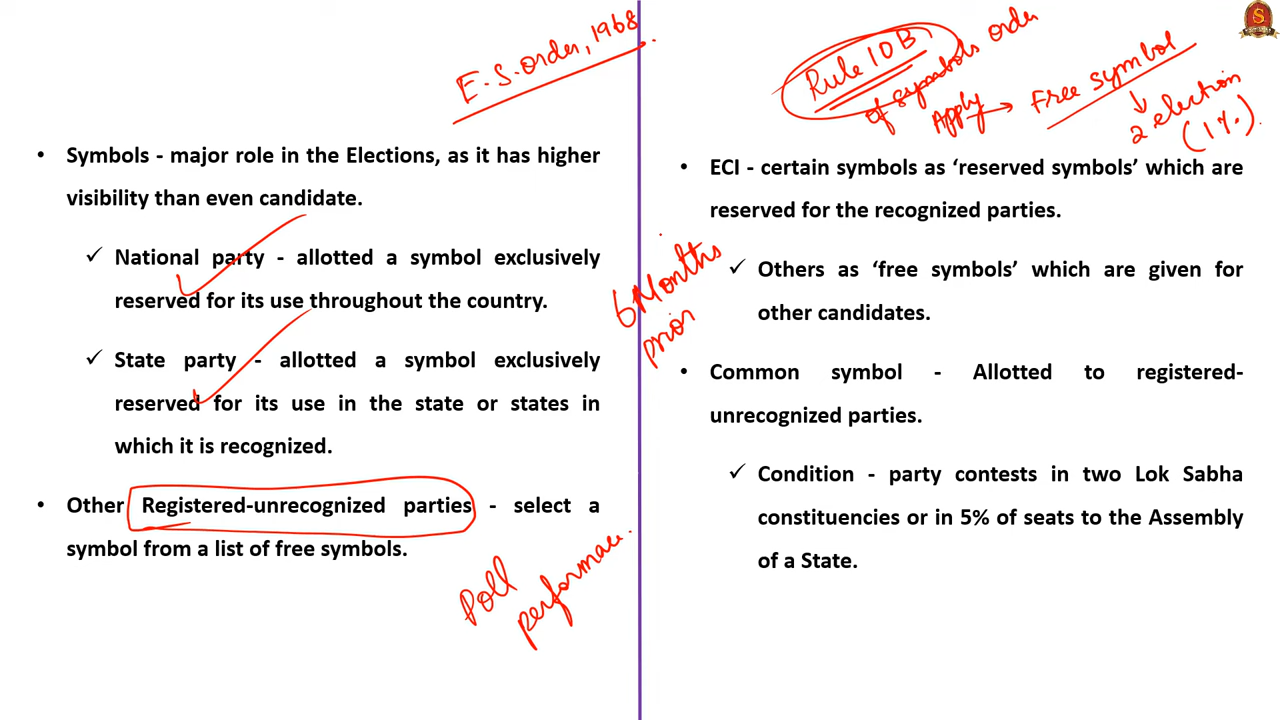 E.S.order, 1968
• Symbols - major role in the Elections, as it has higher
visibility than even candidate.
✓ National party - allotted a symbol exclusively
reserved for its use throughout the country.
✓ State party - allotted a symbol exclusively
reserved for its use in the state or states in
which it is recognized.
• Other Registered-unrecognized parties - select a
symbol from a list of free symbols.
Poll
performace.
6 Months
prior
Rule 10B
of symbols order
Apply → Free symbol
2 election
(1%).
• ECI - certain symbols as ‘reserved symbols’ which are
reserved for the recognized parties.
✓ Others as ‘free symbols’ which are given for
other candidates.
• Common symbol - Allotted to registered-
unrecognized parties.
✓ Condition - party contests in two Lok Sabha
constituencies or in 5% of seats to the Assembly
of a State.